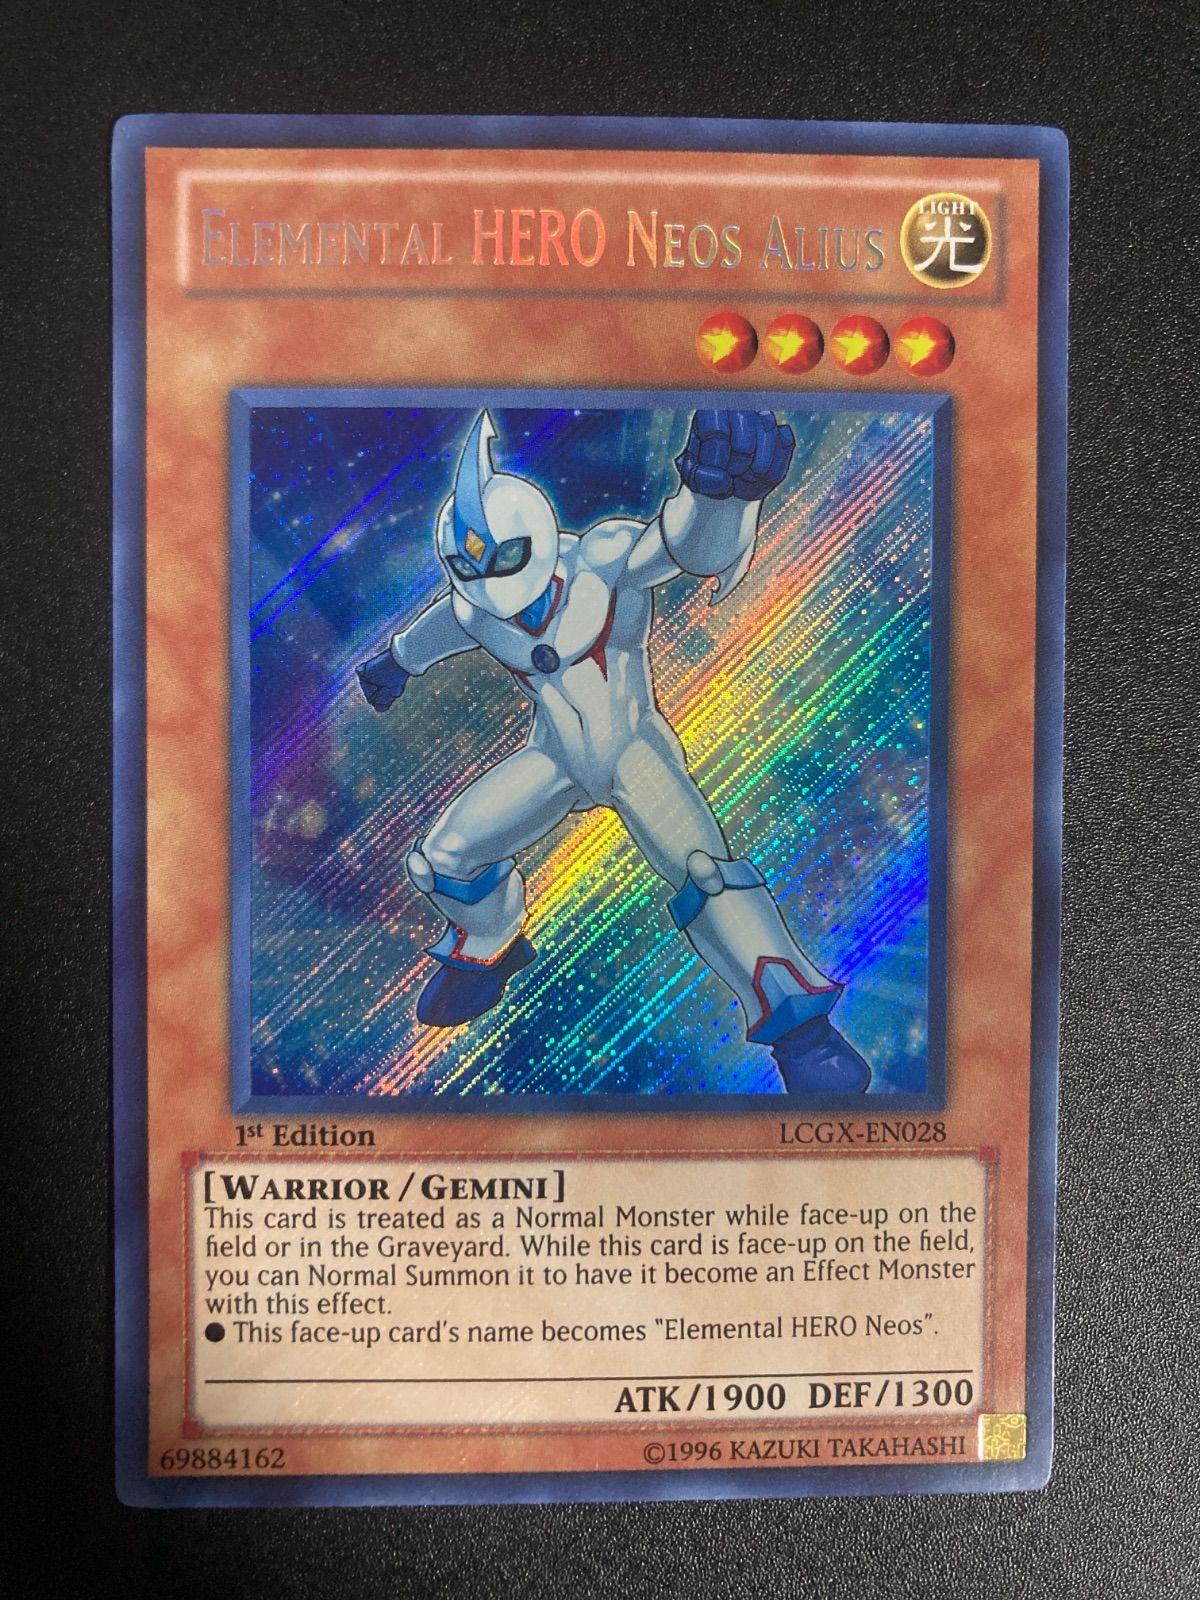 ELEMENTAL HERO NEOS ALIUS
LIGHT
光
1st Edition
LCGX-EN028
[WARRIOR / GEMINI]
This card is treated as a Normal Monster while face-up on the
field or in the Graveyard. While this card is face-up on the field,
you can Normal Summon it to have it become an Effect Monster
with this effect.
● This face-up card's name becomes "Elemental HERO Neos".
ATK/1900 DEF/1300
69884162
©1996 KAZUKI TAKAHASHI